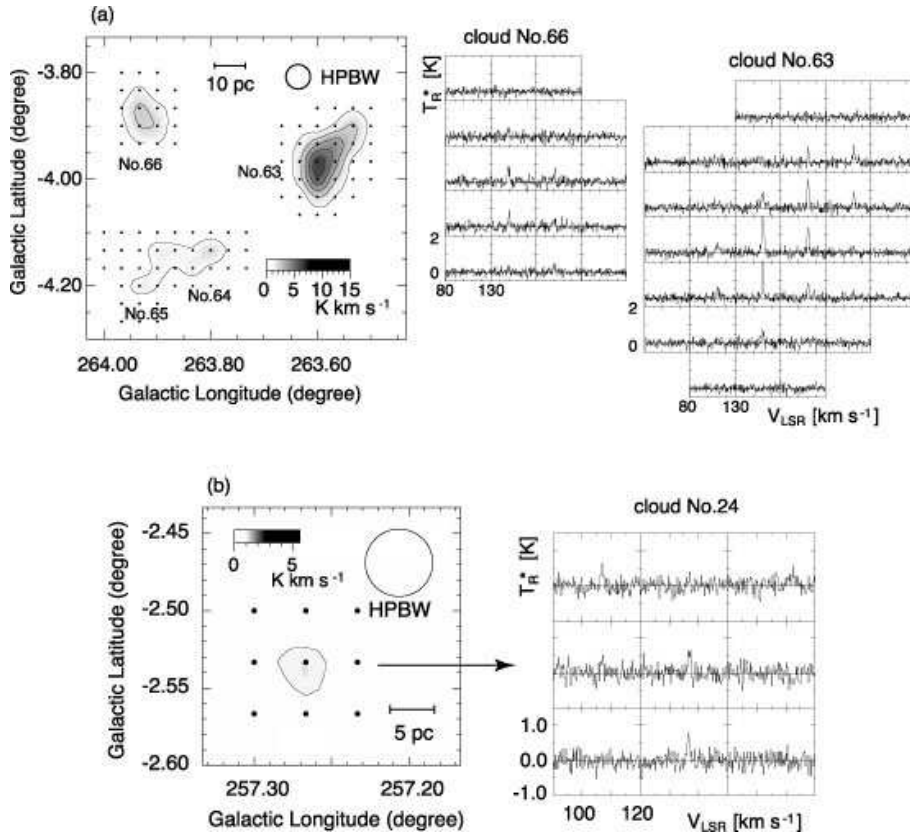 (a)
-3.80
-4.00
-4.20
Galactic Latitude (degree)
10 pc
HPBW
No.66
No.63
No.65
No.64
0 5 10 15
K km s⁻¹
264.00 263.80 263.60
Galactic Longitude (degree)
cloud No.66
T_R^* [K]
2
0
80 130
cloud No.63
2
0
80 130
V_LSR [km s⁻¹]
(b)
-2.45
-2.50
-2.55
-2.60
Galactic Latitude (degree)
0 5
K km s⁻¹
HPBW
5 pc
257.30 257.20
Galactic Longitude (degree)
cloud No.24
T_R^* [K]
1.0
0.0
-1.0
100 120
V_LSR [km s⁻¹]